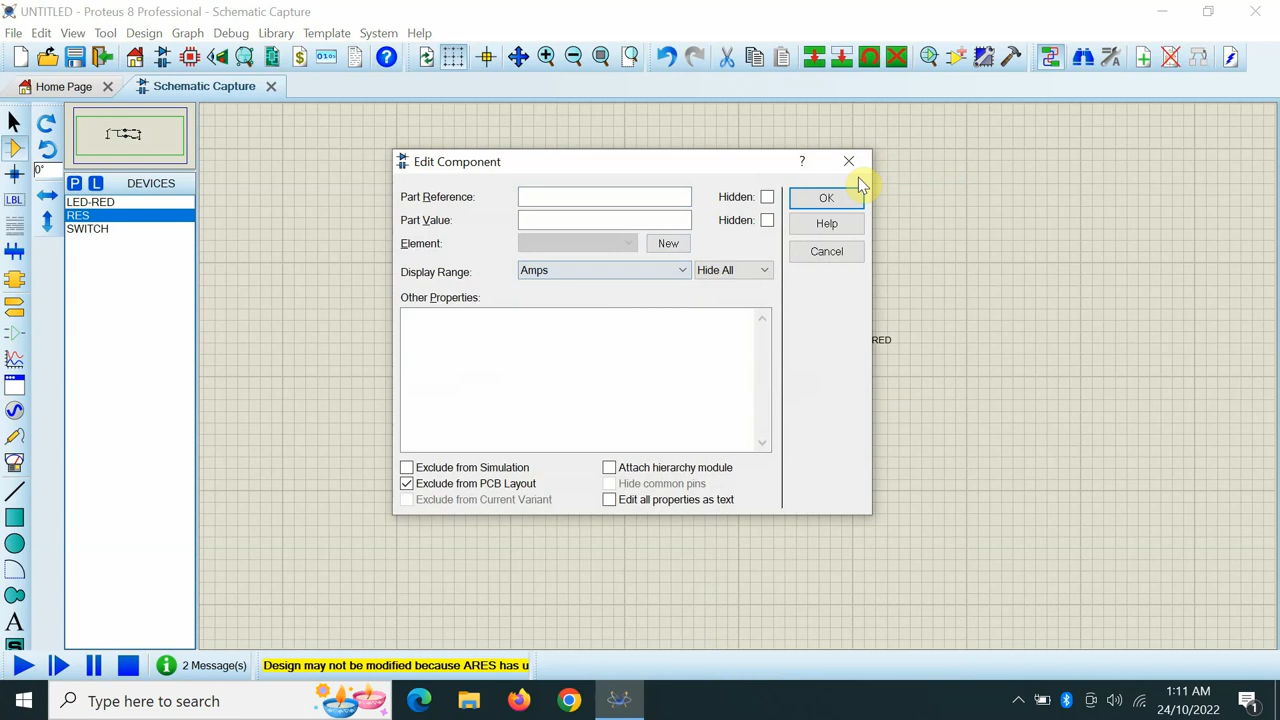 UNTITLED - Proteus 8 Professional - Schematic Capture
File Edit View Tool Design Graph Debug Library Template System Help
Home Page
Schematic Capture
0°
P L DEVICES
LED-RED
RES
SWITCH
LBL
A
S
$
0101
Edit Component
?
Part Reference:
Hidden:
OK
Part Value:
Hidden:
Help
Element:
New
Cancel
Display Range:
Amps
Hide All
Other Properties:
RED
Exclude from Simulation
Attach hierarchy module
Exclude from PCB Layout
Hide common pins
Exclude from Current Variant
Edit all properties as text
2 Message(s)
Design may not be modified because ARES has u
Type here to search
1:11 AM
24/10/2022
1